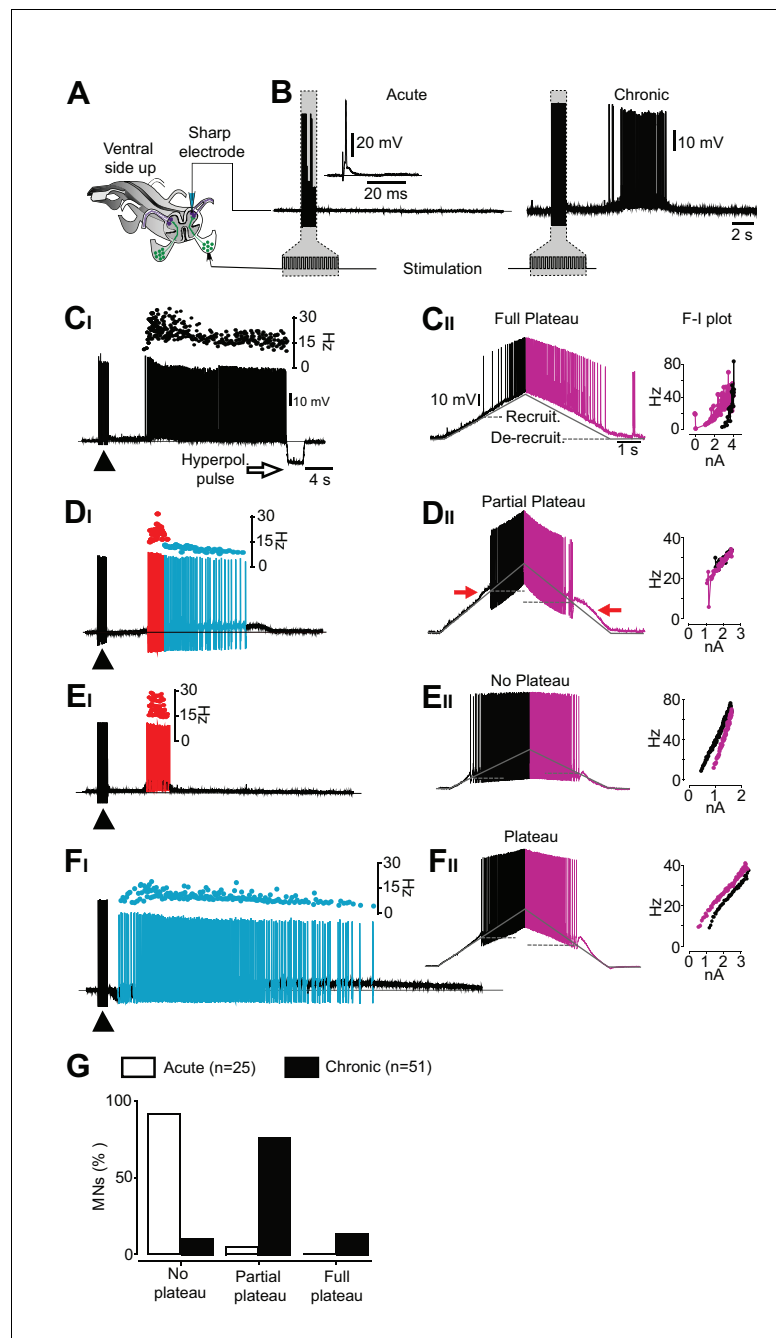 A
B
Acute
Chronic
Ventral
side up
Sharp
electrode
20 mV
20 ms
10 mV
2 s
Stimulation
CI
30
15
0
Hz
10 mV
Hyperpol.
pulse
4 s
CII
Full Plateau
F-I plot
10 mV
Recruit.
De-recruit.
1 s
80
40
0
Hz
0 2 4
nA
DI
30
15
0
Hz
DII
Partial Plateau
40
20
0
Hz
0 1 2 3
nA
EI
30
15
0
Hz
EII
No Plateau
80
40
0
Hz
0 1 2
nA
FI
30
15
0
Hz
FII
Plateau
40
20
0
Hz
0 1 2 3
nA
G
Acute (n=25)
Chronic (n=51)
100
50
0
MNs (%)
No
plateau
Partial
plateau
Full
plateau